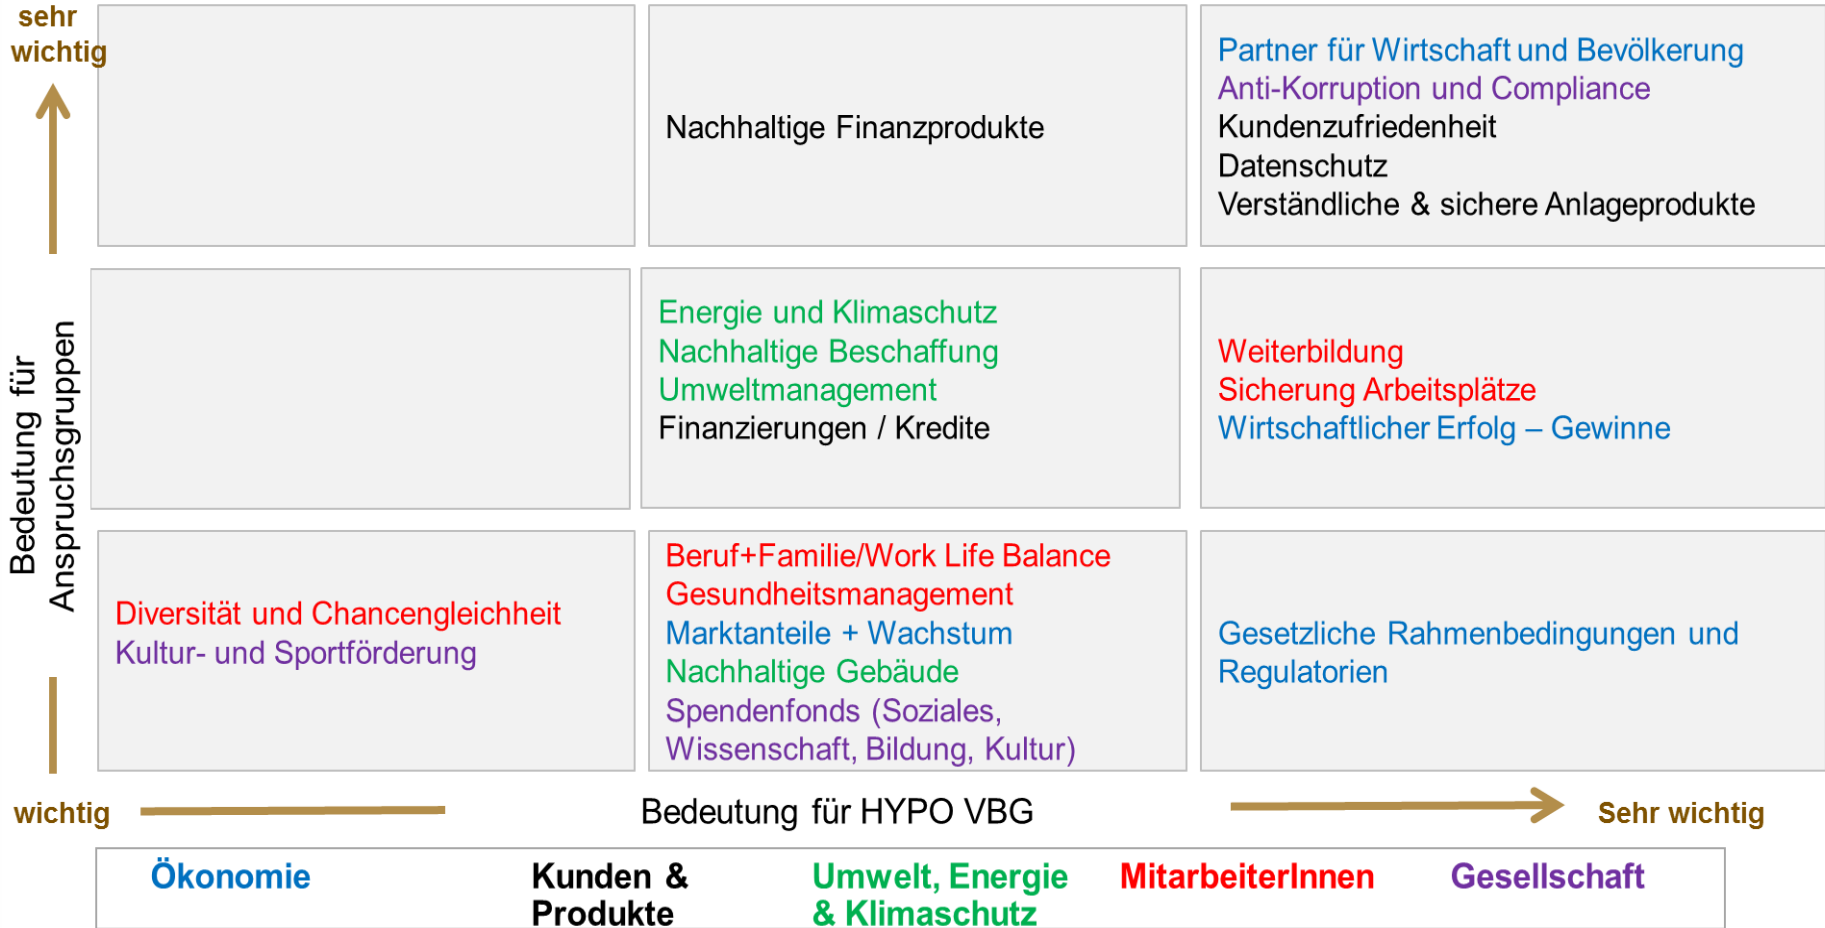 sehr
wichtig
Nachhaltige Finanzprodukte
Partner für Wirtschaft und Bevölkerung
Anti-Korruption und Compliance
Kundenzufriedenheit
Datenschutz
Verständliche & sichere Anlageprodukte
Bedeutung für
Anspruchsgruppen
Energie und Klimaschutz
Nachhaltige Beschaffung
Umweltmanagement
Finanzierungen / Kredite
Weiterbildung
Sicherung Arbeitsplätze
Wirtschaftlicher Erfolg – Gewinne
Diversität und Chancengleichheit
Kultur- und Sportförderung
Beruf+Familie/Work Life Balance
Gesundheitsmanagement
Marktanteile + Wachstum
Nachhaltige Gebäude
Spendenfonds (Soziales,
Wissenschaft, Bildung, Kultur)
Gesetzliche Rahmenbedingungen und
Regulatorien
wichtig
Bedeutung für HYPO VBG
Sehr wichtig
Ökonomie
Kunden &
Produkte
Umwelt, Energie
& Klimaschutz
MitarbeiterInnen
Gesellschaft